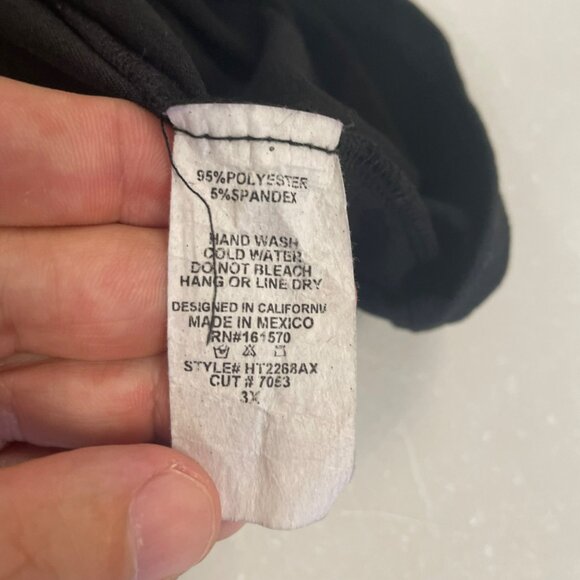 95%POLYESTER
5%SPANDEX
HAND WASH
COLD WATER
DO NOT BLEACH
HANG OR LINE DRY
DESIGNED IN CALIFORNIA
MADE IN MEXICO
RN#161570
STYLE# HT2268AX
CUT # 7053
3X